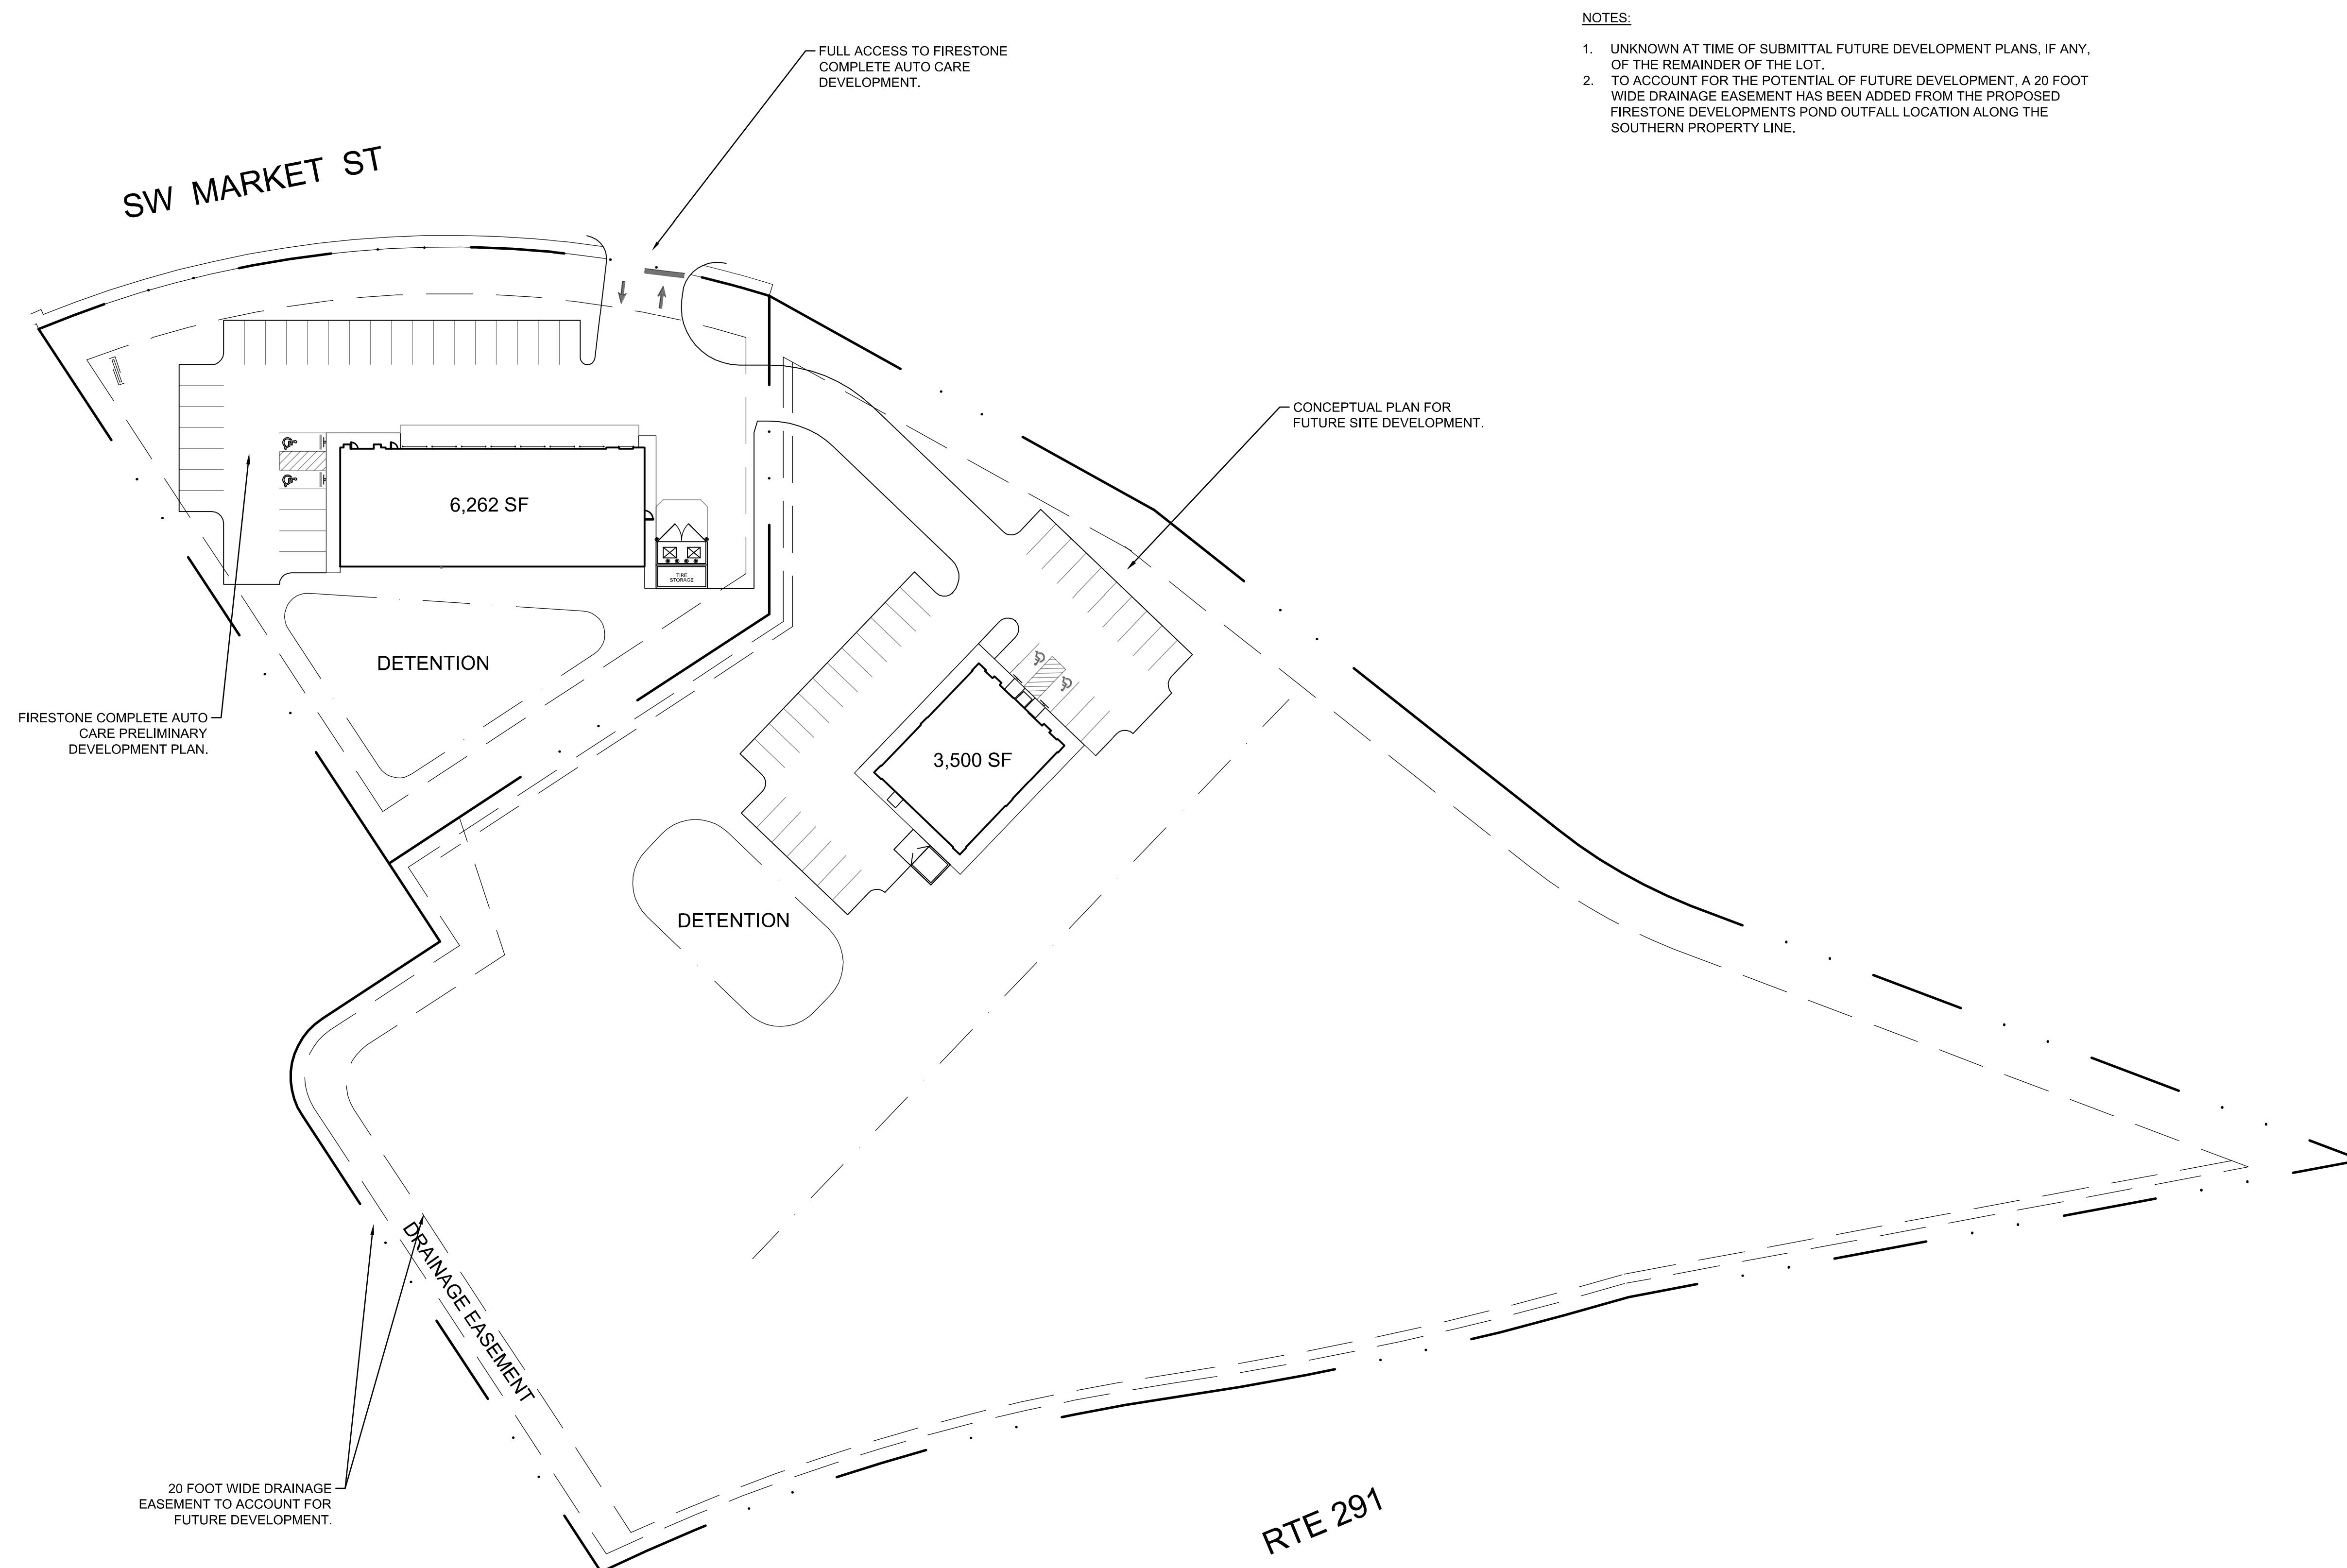 NOTES:
1. UNKNOWN AT TIME OF SUBMITTAL FUTURE DEVELOPMENT PLANS, IF ANY,
OF THE REMAINDER OF THE LOT.
2. TO ACCOUNT FOR THE POTENTIAL OF FUTURE DEVELOPMENT, A 20 FOOT
WIDE DRAINAGE EASEMENT HAS BEEN ADDED FROM THE PROPOSED
FIRESTONE DEVELOPMENTS POND OUTFALL LOCATION ALONG THE
SOUTHERN PROPERTY LINE.
FULL ACCESS TO FIRESTONE
COMPLETE AUTO CARE
DEVELOPMENT.
SW MARKET ST
CONCEPTUAL PLAN FOR
FUTURE SITE DEVELOPMENT.
6,262 SF
TIRE
STORAGE
DETENTION
FIRESTONE COMPLETE AUTO
CARE PRELIMINARY
DEVELOPMENT PLAN.
3,500 SF
DETENTION
DRAINAGE EASEMENT
20 FOOT WIDE DRAINAGE
EASEMENT TO ACCOUNT FOR
FUTURE DEVELOPMENT.
RTE 291